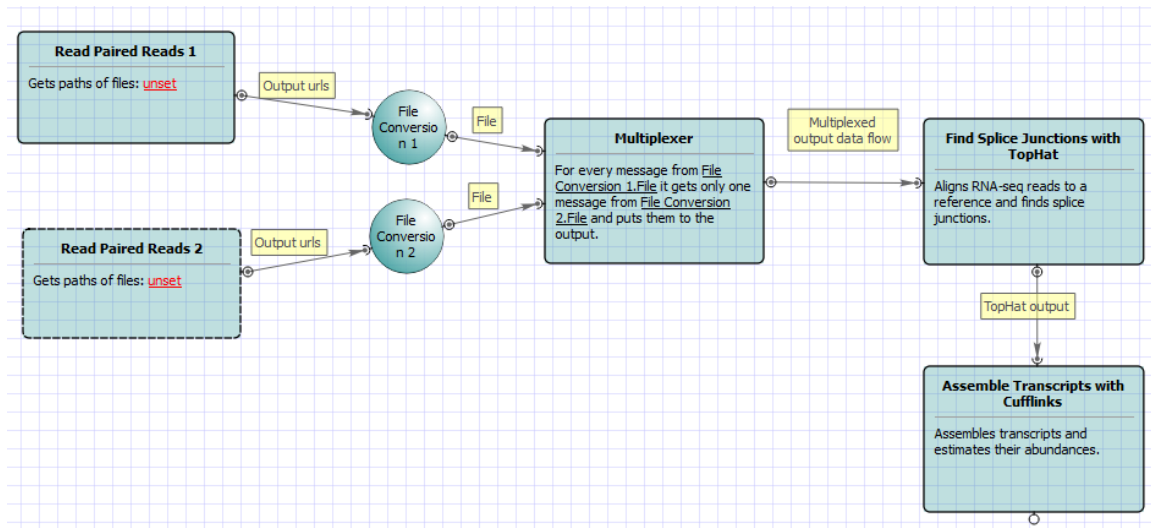 Read Paired Reads 1
Gets paths of files: unset
Output urls
File
Conversio
n 1
File
Multiplexer
For every message from File
Conversion 1.File it gets only one
message from File Conversion
2.File and puts them to the
output.
Multiplexed
output data flow
Find Splice Junctions with
TopHat
Aligns RNA-seq reads to a
reference and finds splice
junctions.
Read Paired Reads 2
Gets paths of files: unset
Output urls
File
Conversio
n 2
File
TopHat output
Assemble Transcripts with
Cufflinks
Assembles transcripts and
estimates their abundances.